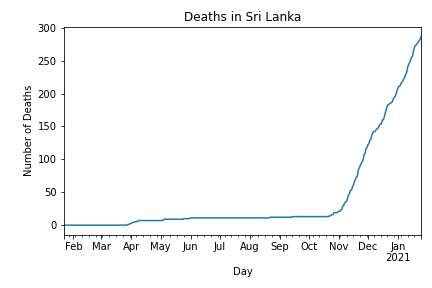 Deaths in Sri Lanka
300
250
200
150
100
50
0
Number of Deaths
Feb Mar Apr May Jun Jul Aug Sep Oct Nov Dec Jan
2021
Day